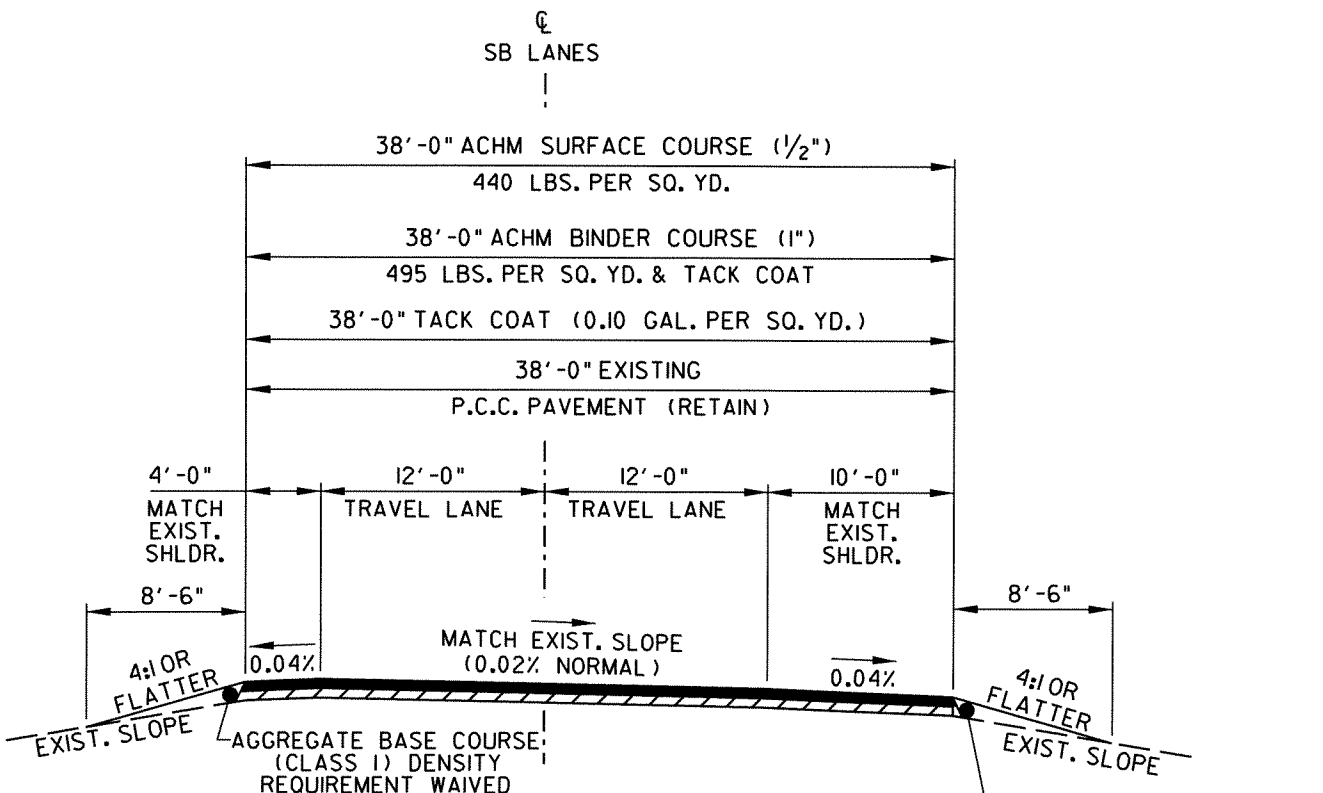 ℄
SB LANES
38'-0" ACHM SURFACE COURSE (1/2")
440 LBS. PER SQ. YD.
38'-0" ACHM BINDER COURSE (1")
495 LBS. PER SQ. YD. & TACK COAT
38'-0" TACK COAT (0.10 GAL. PER SQ. YD.)
38'-0" EXISTING
P.C.C. PAVEMENT (RETAIN)
4'-0"
MATCH
EXIST.
SHLDR.
12'-0"
TRAVEL LANE
12'-0"
TRAVEL LANE
10'-0"
MATCH
EXIST.
SHLDR.
8'-6"
8'-6"
4:1 OR
FLATTER
EXIST. SLOPE
0.04%
MATCH EXIST. SLOPE
(0.02% NORMAL)
0.04%
4:1 OR
FLATTER
EXIST. SLOPE
AGGREGATE BASE COURSE
(CLASS 1) DENSITY
REQUIREMENT WAIVED